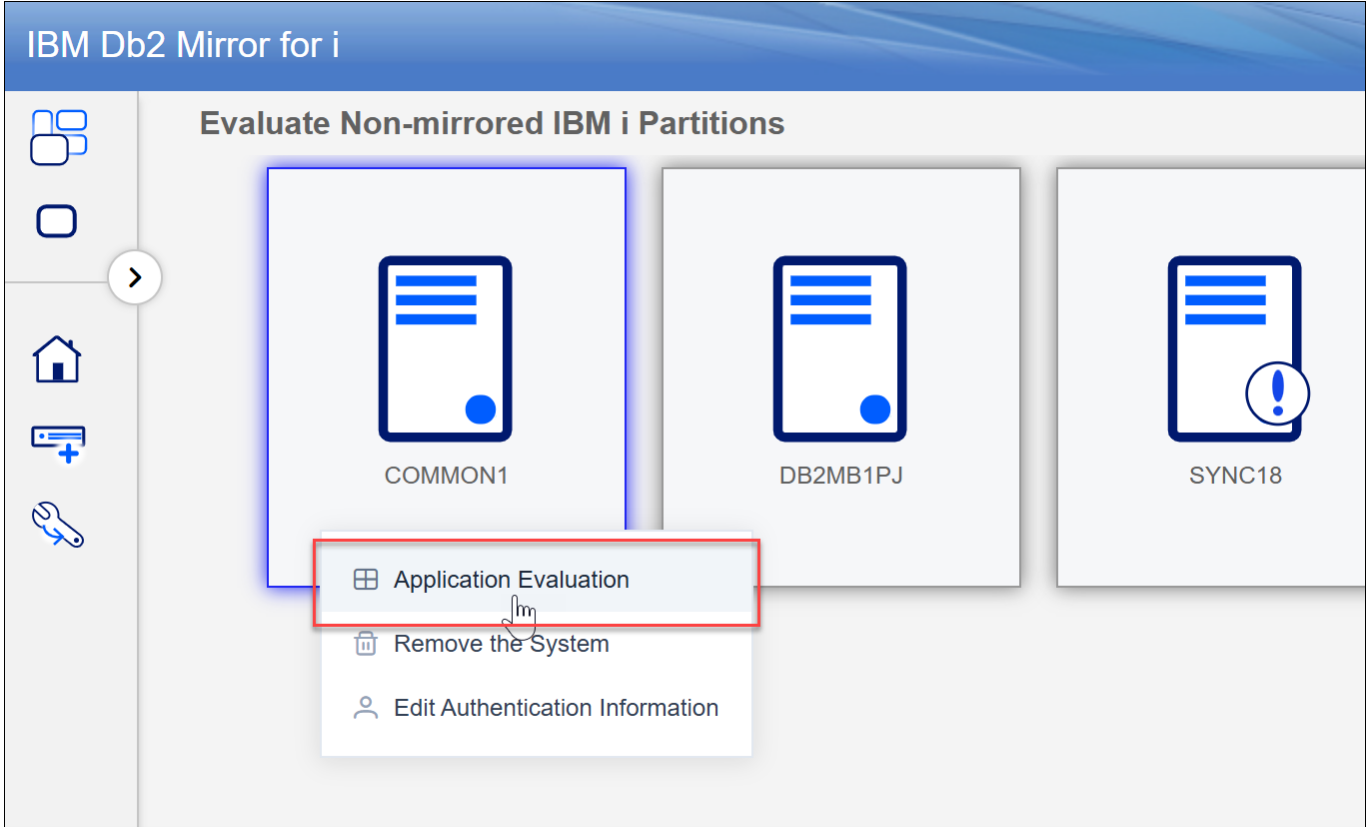 IBM Db2 Mirror for i
Evaluate Non-mirrored IBM i Partitions
COMMON1
DB2MB1PJ
SYNC18
Application Evaluation
Remove the System
Edit Authentication Information